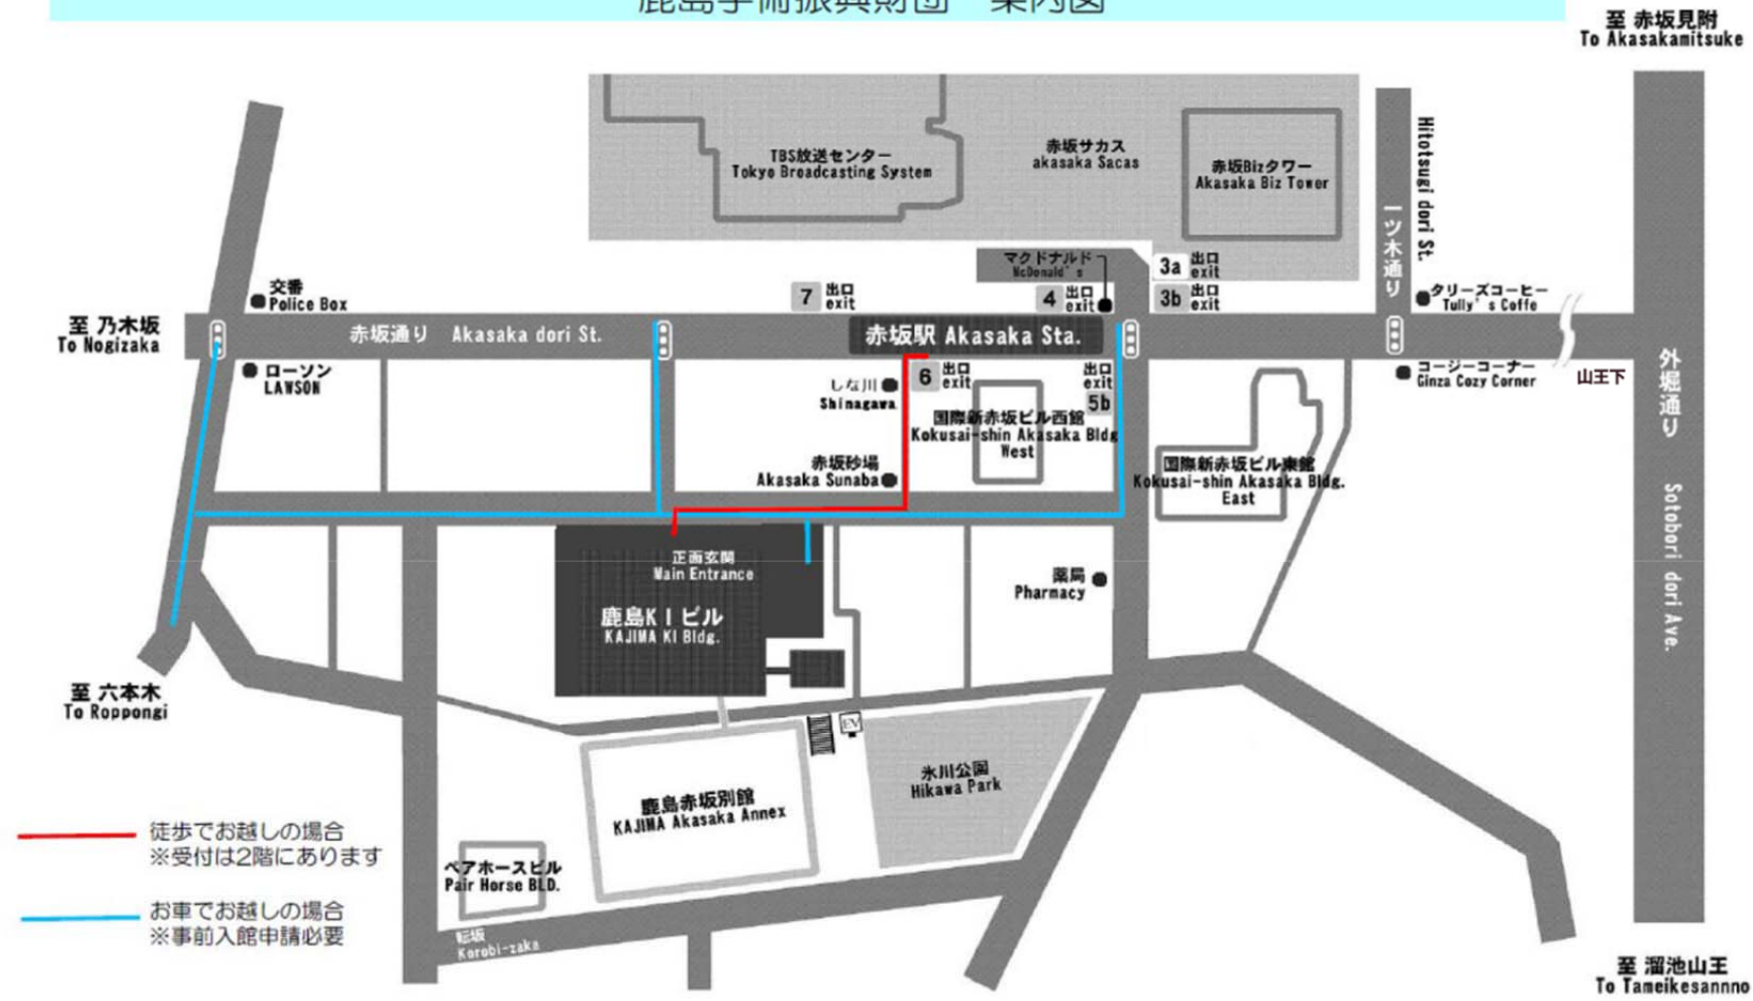 鹿島学術振興財団 案内図
至 赤坂見附
To Akasakamitsuke
TBS放送センター
Tokyo Broadcasting System
赤坂サカス
akasaka Sacas
赤坂Bizタワー
Akasaka Biz Tower
一ツ木通り
Hitotsugi dori St.
マクドナルド
McDonald's
3a 出口
exit
3b 出口
exit
4 出口
exit
7 出口
exit
交番
Police Box
タリーズコーヒー
Tully's Coffe
至 乃木坂
To Nogizaka
赤坂通り Akasaka dori St.
赤坂駅 Akasaka Sta.
ローソン
LAWSON
しな川
Shinagawa
6 出口
exit
出口
exit
5b
コージーコーナー
Ginza Cozy Corner
山王下
外堀通り Sotobori dori Ave.
国際新赤坂ビル西館
Kokusai-shin Akasaka Bldg
West
赤坂砂場
Akasaka Sunaba
国際新赤坂ビル東館
Kokusai-shin Akasaka Bldg.
East
正面玄関
Main Entrance
鹿島KIビル
KAJIMA KI Bldg.
薬局
Pharmacy
至 六本木
To Roppongi
EV
氷川公園
Hikawa Park
鹿島赤坂別館
KAJIMA Akasaka Annex
ペアホースビル
Pair Horse BLD.
転坂
Korobi-zaka
徒歩でお越しの場合
※受付は2階にあります
お車でお越しの場合
※事前入館申請必要
至 溜池山王
To Tameikesannno